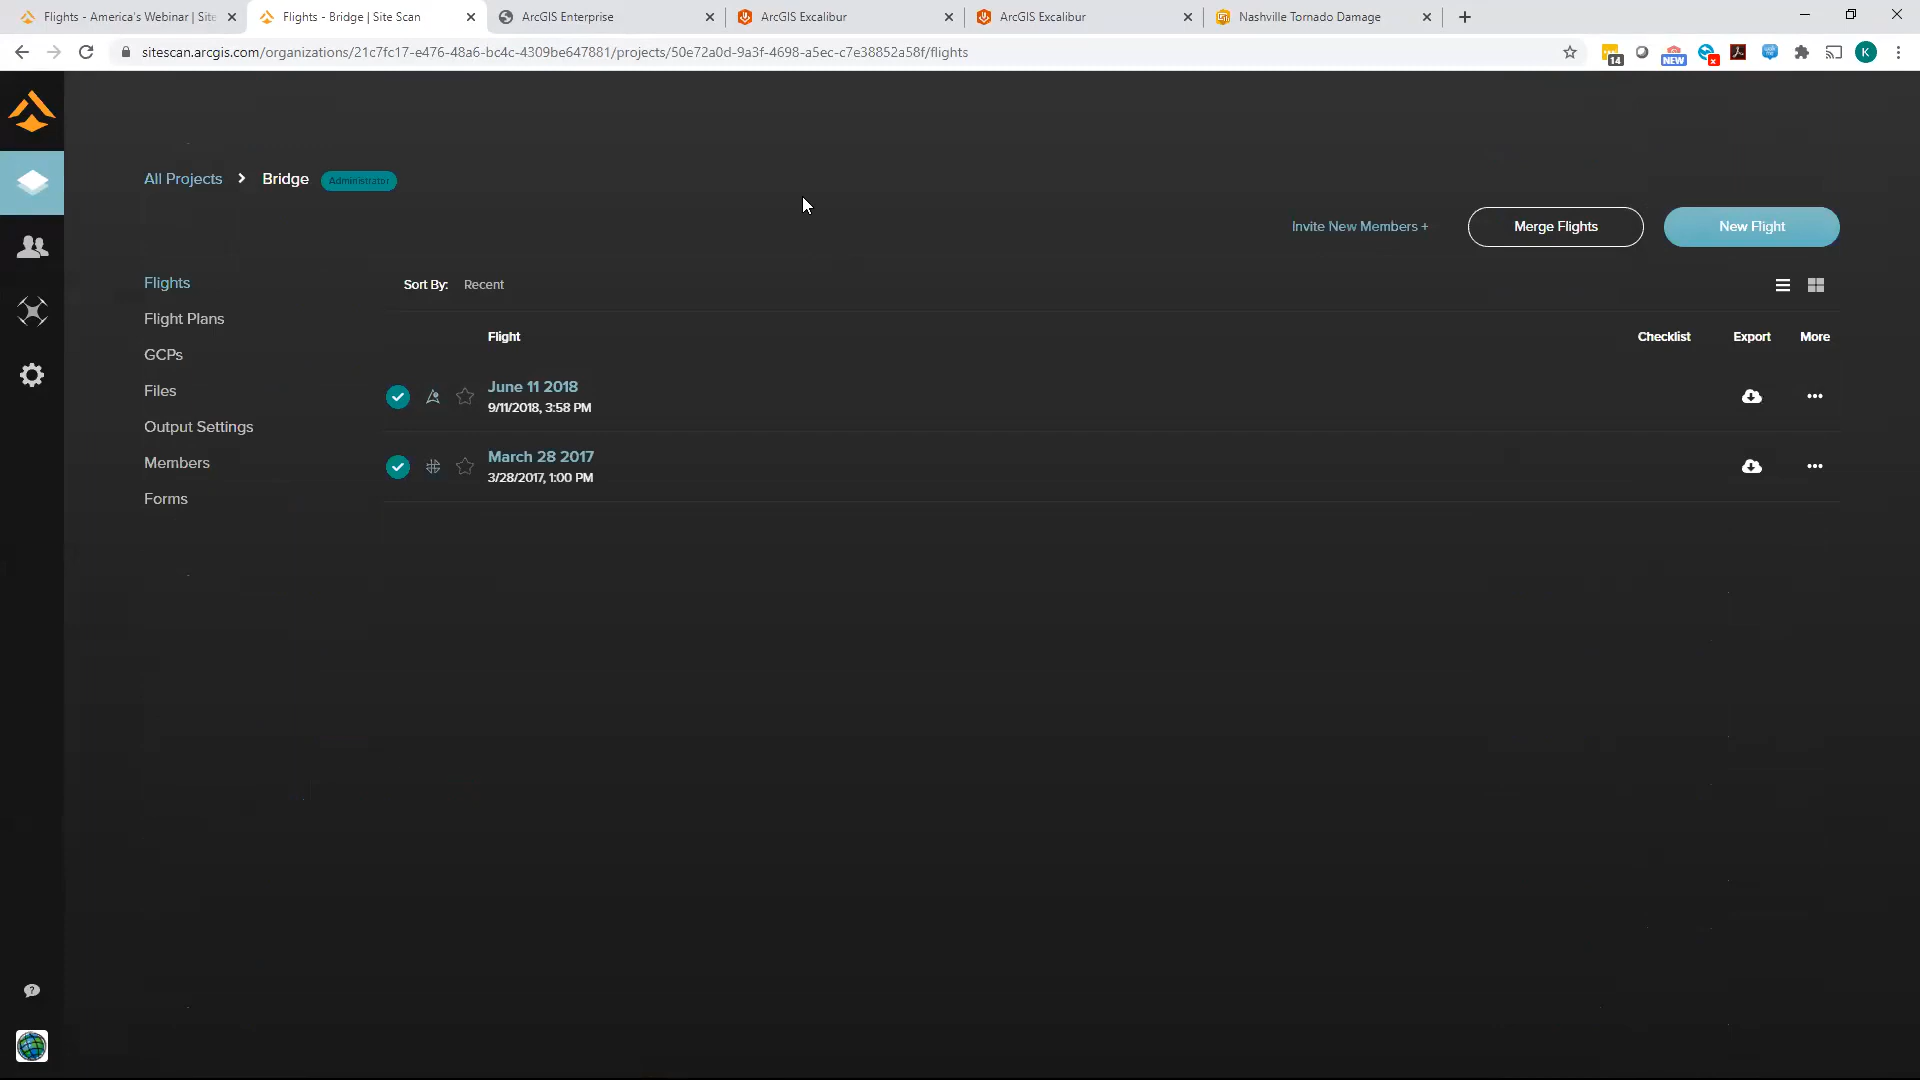 Flights - America's Webinar | Site
Flights - Bridge | Site Scan
ArcGIS Enterprise
ArcGIS Excalibur
ArcGIS Excalibur
Nashville Tornado Damage
sitescan.arcgis.com/organizations/21c7fc17-e476-48a6-bc4c-4309be647881/projects/50e72a0d-9a3f-4698-a5ec-c7e38852a58f/flights
14
NEW
K
All Projects > Bridge Administrator
Invite New Members +
Merge Flights
New Flight
Flights
Flight Plans
GCPs
Files
Output Settings
Members
Forms
Sort By: Recent
Flight Checklist Export More
June 11 2018
9/11/2018, 3:58 PM
March 28 2017
3/28/2017, 1:00 PM